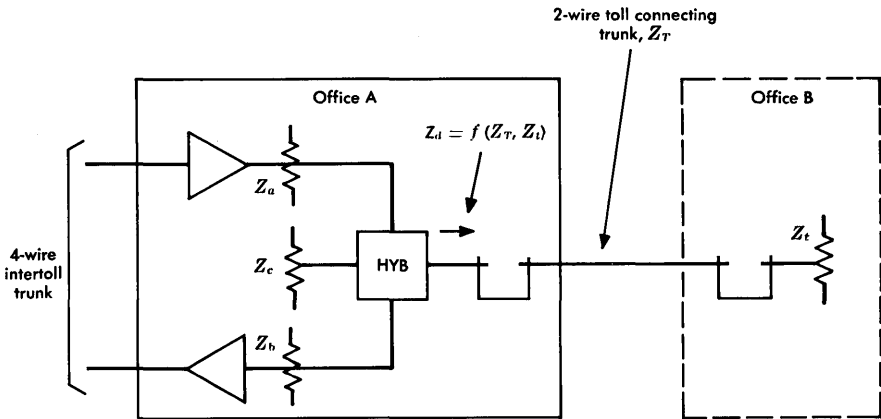 2-wire toll connecting
trunk, Z_T
Office A
Office B
Z_d = f (Z_T, Z_t)
Z_a
Z_t
4-wire
intertoll
trunk
Z_c
HYB
Z_b